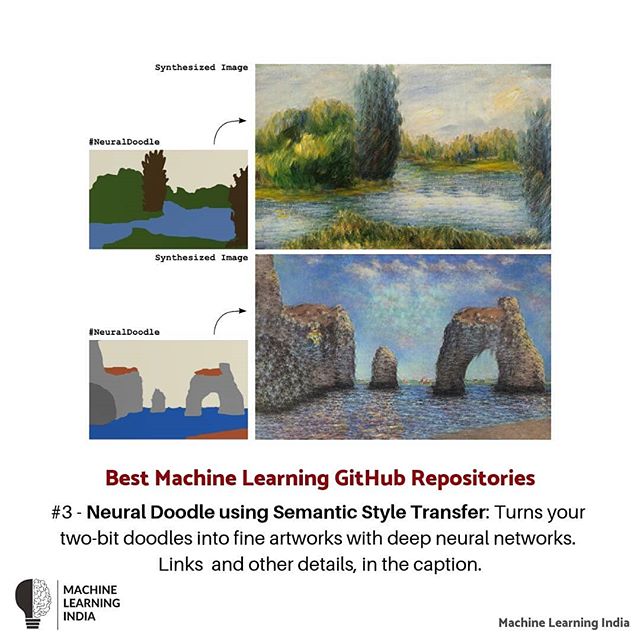 Synthesized Image
#NeuralDoodle
Synthesized Image
#NeuralDoodle
Best Machine Learning GitHub Repositories
#3 - Neural Doodle using Semantic Style Transfer: Turns your
two-bit doodles into fine artworks with deep neural networks.
Links and other details, in the caption.
MACHINE
LEARNING
INDIA
Machine Learning India